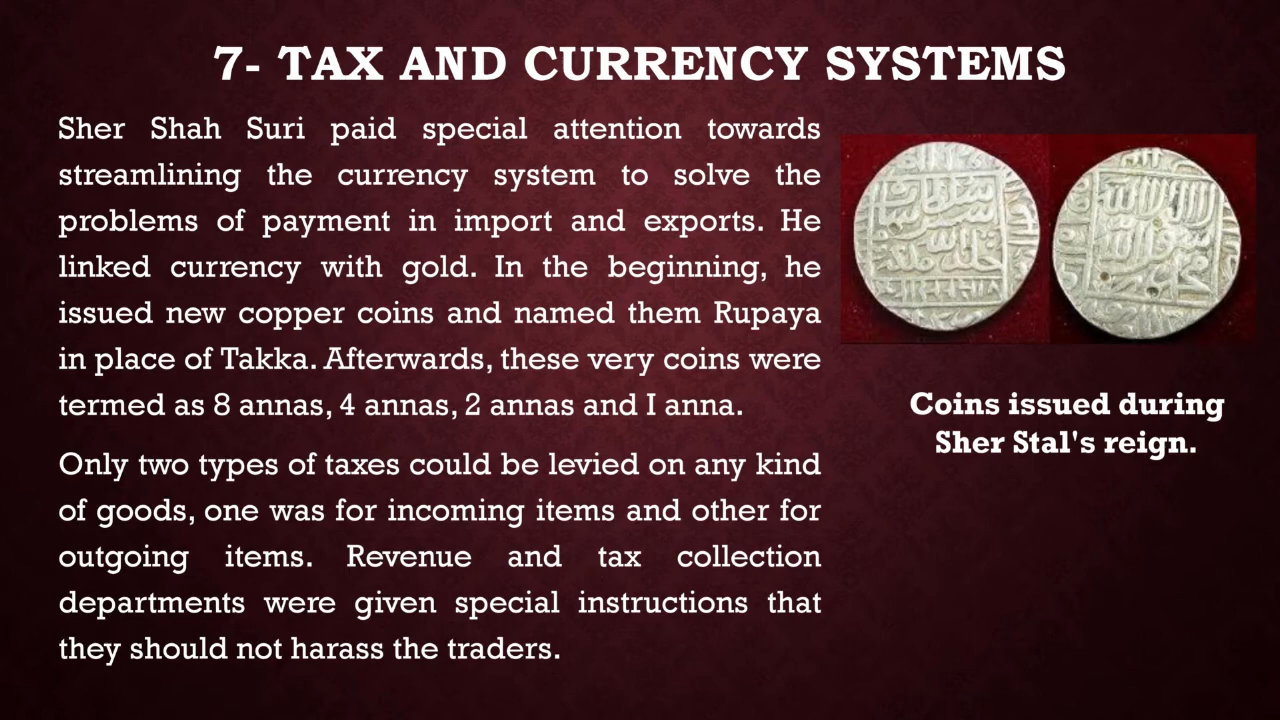 7- TAX AND CURRENCY SYSTEMS
Sher Shah Suri paid special attention towards
streamlining the currency system to solve the
problems of payment in import and exports. He
linked currency with gold. In the beginning, he
issued new copper coins and named them Rupaya
in place of Takka. Afterwards, these very coins were
termed as 8 annas, 4 annas, 2 annas and I anna.
Only two types of taxes could be levied on any kind
of goods, one was for incoming items and other for
outgoing items. Revenue and tax collection
departments were given special instructions that
they should not harass the traders.
Coins issued during
Sher Stal's reign.